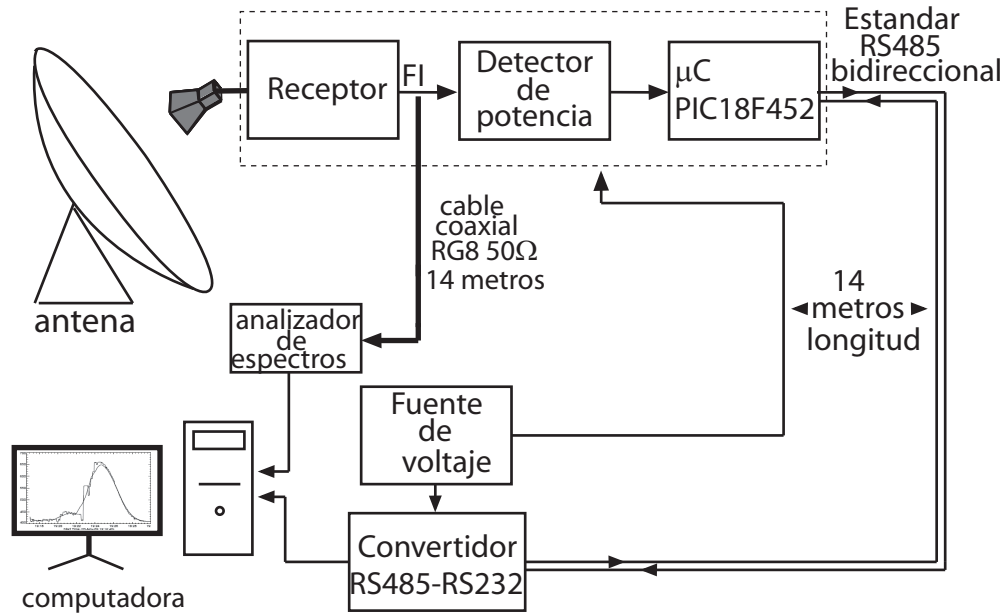 Estandar
RS485
bidireccional
Receptor
FI
Detector
de
potencia
µC
PIC18F452
cable
coaxial
RG8 50Ω
14 metros
antena
14
metros
longitud
analizador
de
espectros
Fuente
de
voltaje
Convertidor
RS485-RS232
computadora